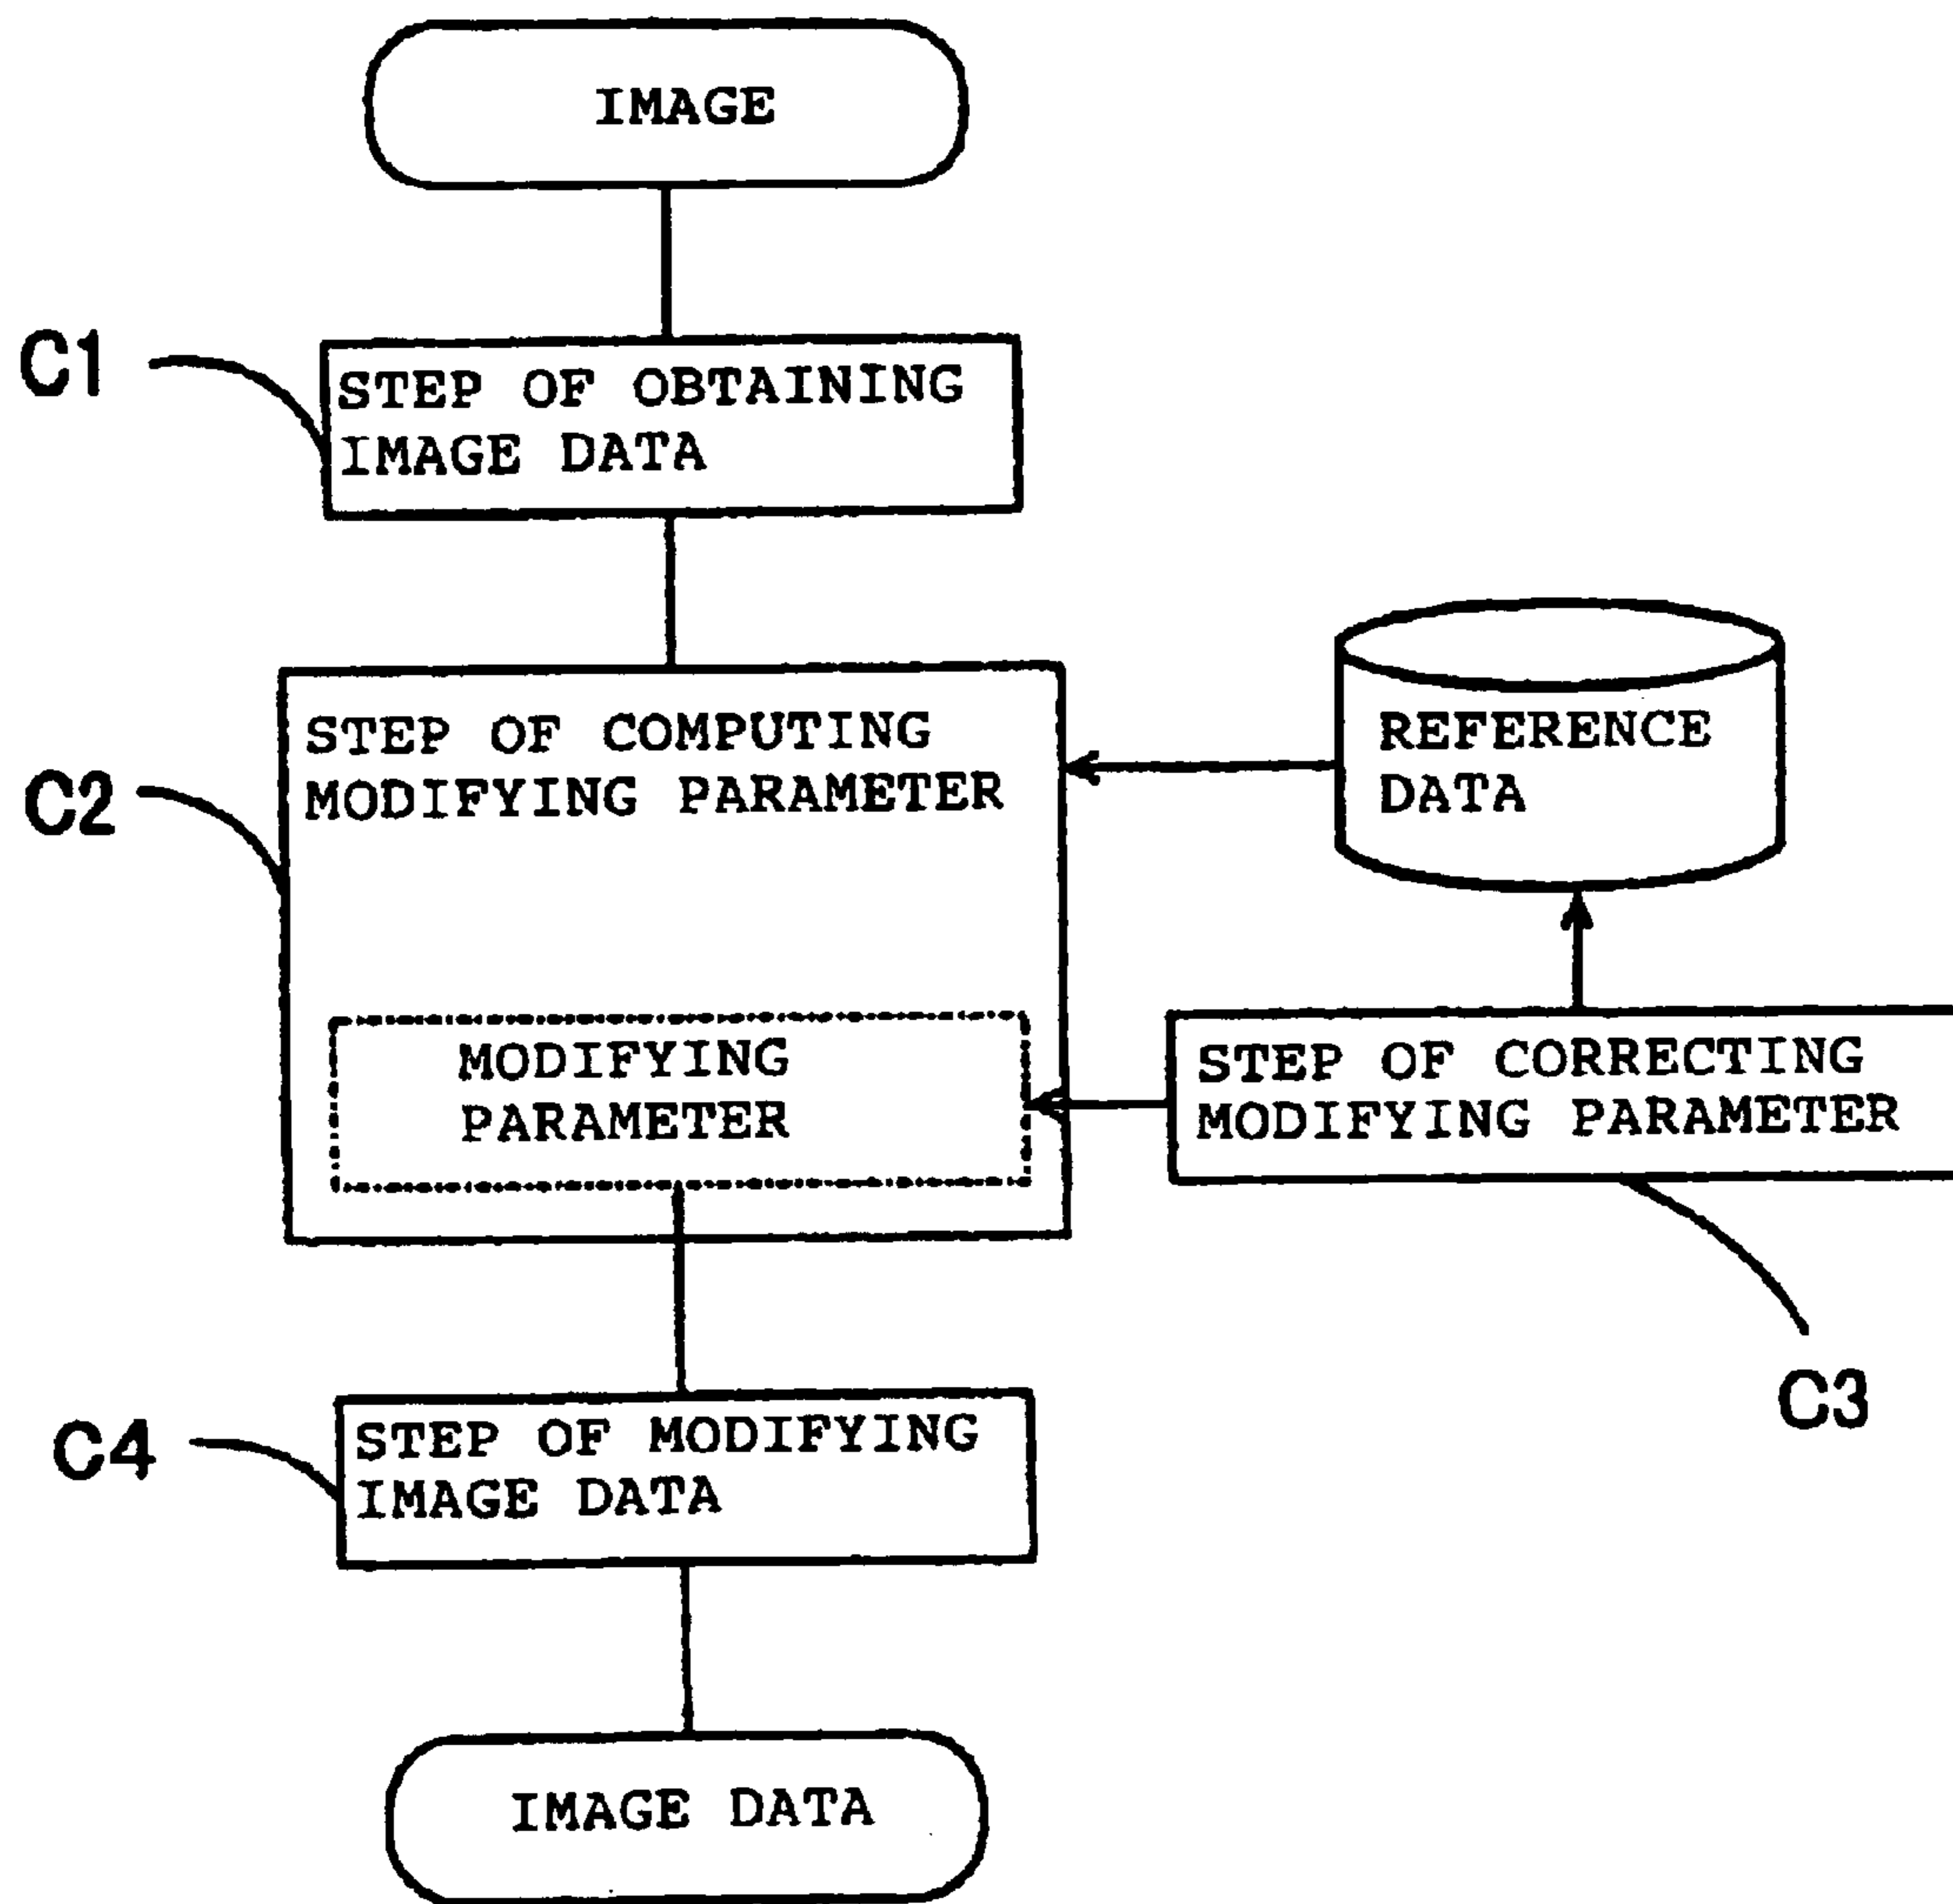 IMAGE
C1
STEP OF OBTAINING
IMAGE DATA
C2
STEP OF COMPUTING
MODIFYING PARAMETER
REFERENCE
DATA
MODIFYING
PARAMETER
STEP OF CORRECTING
MODIFYING PARAMETER
C3
C4
STEP OF MODIFYING
IMAGE DATA
IMAGE DATA